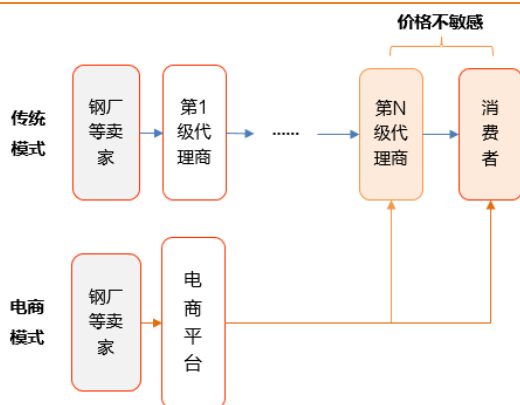 价格不敏感
传统
模式
钢厂
等卖
家
第1
级代
理商
......
第N
级代
理商
消
费
者
电商
模式
钢厂
等卖
家
电
商
平
台